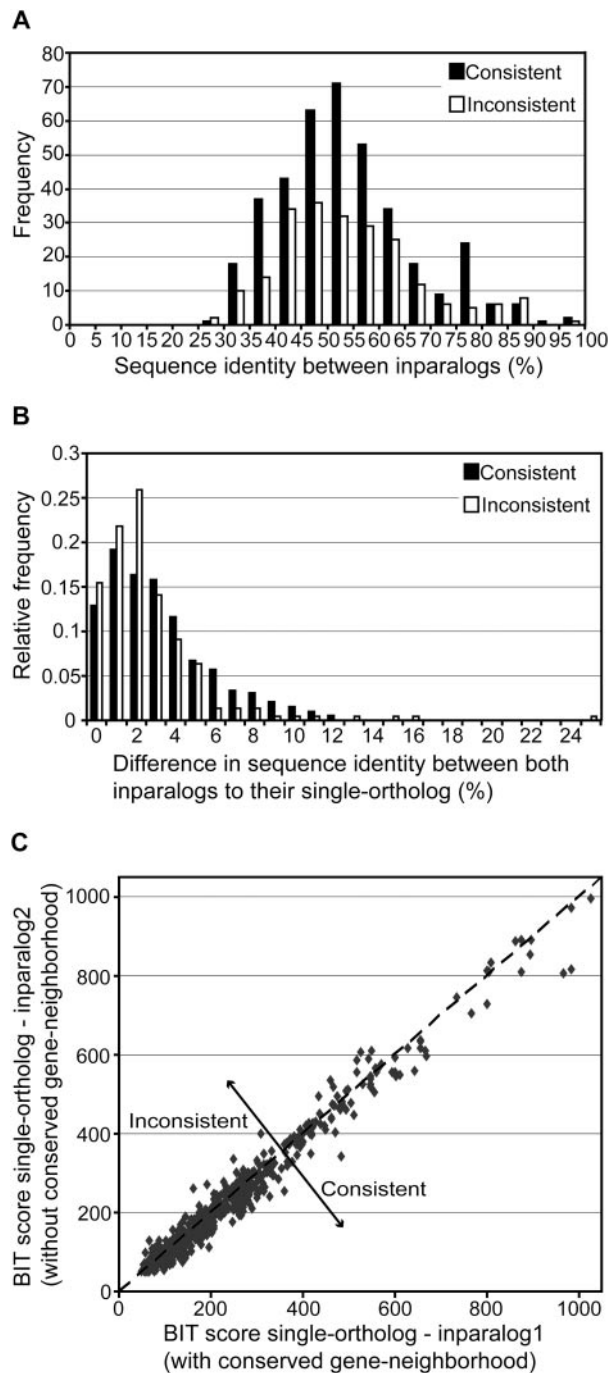 A
Consistent
Inconsistent
Frequency
80
70
60
50
40
30
20
10
0
0 5 10 15 20 25 30 35 40 45 50 55 60 65 70 75 80 85 90 95 100
Sequence identity between inparalogs (%)
B
Consistent
Inconsistent
Relative frequency
0.3
0.25
0.2
0.15
0.1
0.05
0
0 2 4 6 8 10 12 14 16 18 20 22 24
Difference in sequence identity between both
inparalogs to their single-ortholog (%)
C
BIT score single-ortholog - inparalog2
(without conserved gene-neighborhood)
1000
800
600
400
200
0
Inconsistent
Consistent
0 200 400 600 800 1000
BIT score single-ortholog - inparalog1
(with conserved gene-neighborhood)